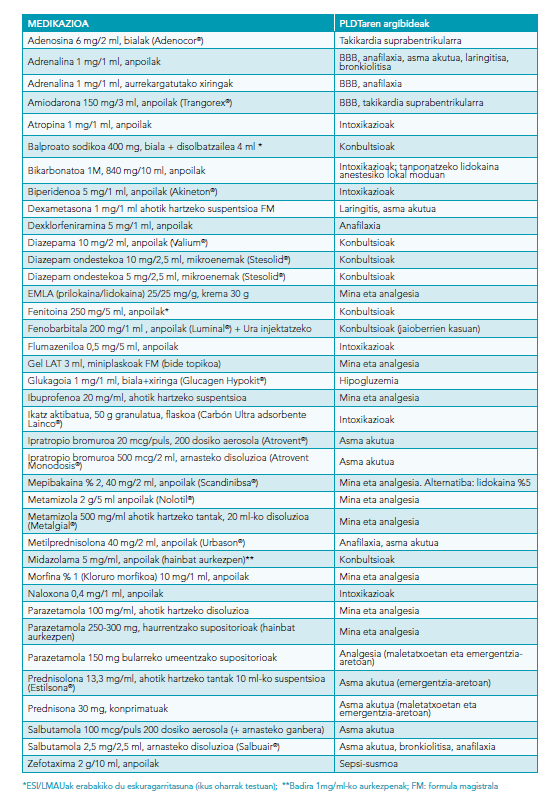 MEDIKAZIOA PLDTaren argibideak
Adenosina 6 mg/2 ml, bialak (Adenocor®) Takikardia suprabentrikularra
Adrenalina 1 mg/1 ml, anpoilak BBB, anafilaxia, asma akutua, laringitisa,
bronkiolitisa
Adrenalina 1 mg/1 ml, aurrekargatutako xiringak BBB, anafilaxia
Amiodarona 150 mg/3 ml, anpoilak (Trangorex®) BBB, takikardia suprabentrikularra
Atropina 1 mg/1 ml, anpoilak Intoxikazioak
Balproato sodikoa 400 mg, biala + disolbatzailea 4 ml * Konbultsioak
Bikarbonatoa 1M, 840 mg/10 ml, anpoilak Intoxikazioak; tanponatzeko lidokaina
anestesiko lokal moduan
Biperidenoa 5 mg/1 ml, anpoilak (Akineton®) Intoxikazioak
Dexametasona 1 mg/1 ml ahotik hartzeko suspentsioa FM Laringitis, asma akutua
Dexklorfeniramina 5 mg/1 ml, anpoilak Anafilaxia
Diazepama 10 mg/2 ml, anpoilak (Valium®) Konbultsioak
Diazepam ondestekoa 10 mg/2,5 ml, mikroenemak (Stesolid®) Konbultsioak
Diazepam ondestekoa 5 mg/2,5 ml, mikroenemak (Stesolid®) Konbultsioak
EMLA (prilokaina/lidokaina) 25/25 mg/g, krema 30 g Mina eta analgesia
Fenitoina 250 mg/5 ml, anpoilak* Konbultsioak
Fenobarbitala 200 mg/1 ml , anpoilak (Luminal®) + Ura injektatzeko Konbultsioak (jaioberrien kasuan)
Flumazeniloa 0,5 mg/5 ml, anpoilak Intoxikazioak
Gel LAT 3 ml, miniplaskoak FM (bide topikoa) Mina eta analgesia
Glukagoia 1 mg/1 ml, biala+xiringa (Glucagen Hypokit®) Hipogluzemia
Ibuprofenoa 20 mg/ml, ahotik hartzeko suspentsioa Mina eta analgesia
Ikatz aktibatua, 50 g granulatua, flaskoa (Carbón Ultra adsorbente
Lainco®) Intoxikazioak
Ipratropio bromuroa 20 mcg/puls, 200 dosiko aerosola (Atrovent®) Asma akutua
Ipratropio bromuroa 500 mcg/2 ml, arnasteko disoluzioa (Atrovent
Monodosis®) Asma akutua
Mepibakaina % 2, 40 mg/2 ml, anpoilak (Scandinibsa®) Mina eta analgesia. Alternatiba: lidokaina %5
Metamizola 2 g/5 ml anpoilak (Nolotil®) Mina eta analgesia
Metamizola 500 mg/ml ahotik hartzeko tantak, 20 ml-ko disoluzioa
(Metalgial®) Mina eta analgesia
Metilprednisolona 40 mg/2 ml, anpoilak (Urbason®) Anafilaxia, asma akutua
Midazolama 5 mg/ml, anpoilak (hainbat aurkezpen)** Konbultsioak
Morfina % 1 (Kloruro morfikoa) 10 mg/1 ml, anpoilak Mina eta analgesia
Naloxona 0,4 mg/1 ml, anpoilak Intoxikazioak
Parazetamola 100 mg/ml, ahotik hartzeko disoluzioa Mina eta analgesia
Parazetamola 250-300 mg, haurrentzako supositorioak (hainbat
aurkezpen) Mina eta analgesia
Parazetamola 150 mg bularreko umeentzako supositorioak Analgesia (maletatxoetan eta emergentzia-
aretoan)
Prednisolona 13,3 mg/ml, ahotik hartzeko tantak 10 ml-ko suspentsioa
(Estilsona®) Asma akutua (emergentzia-aretoan)
Prednisona 30 mg, konprimatuak Asma akutua (maletatxoetan eta
emergentzia-aretoan)
Salbutamola 100 mcg/puls 200 dosiko aerosola (+ arnasteko ganbera) Asma akutua
Salbutamola 2,5 mg/2,5 ml, arnasteko disoluzioa (Salbuair®) Asma akutua, bronkiolitisa, anafilaxia
Zefotaxima 2 g/10 ml, anpoilak Sepsi-susmoa
*ESI/LMAUak erabakiko du eskuragarritasuna (ikus oharrak testuan); **Badira 1mg/ml-ko aurkezpenak; FM: formula magistrala